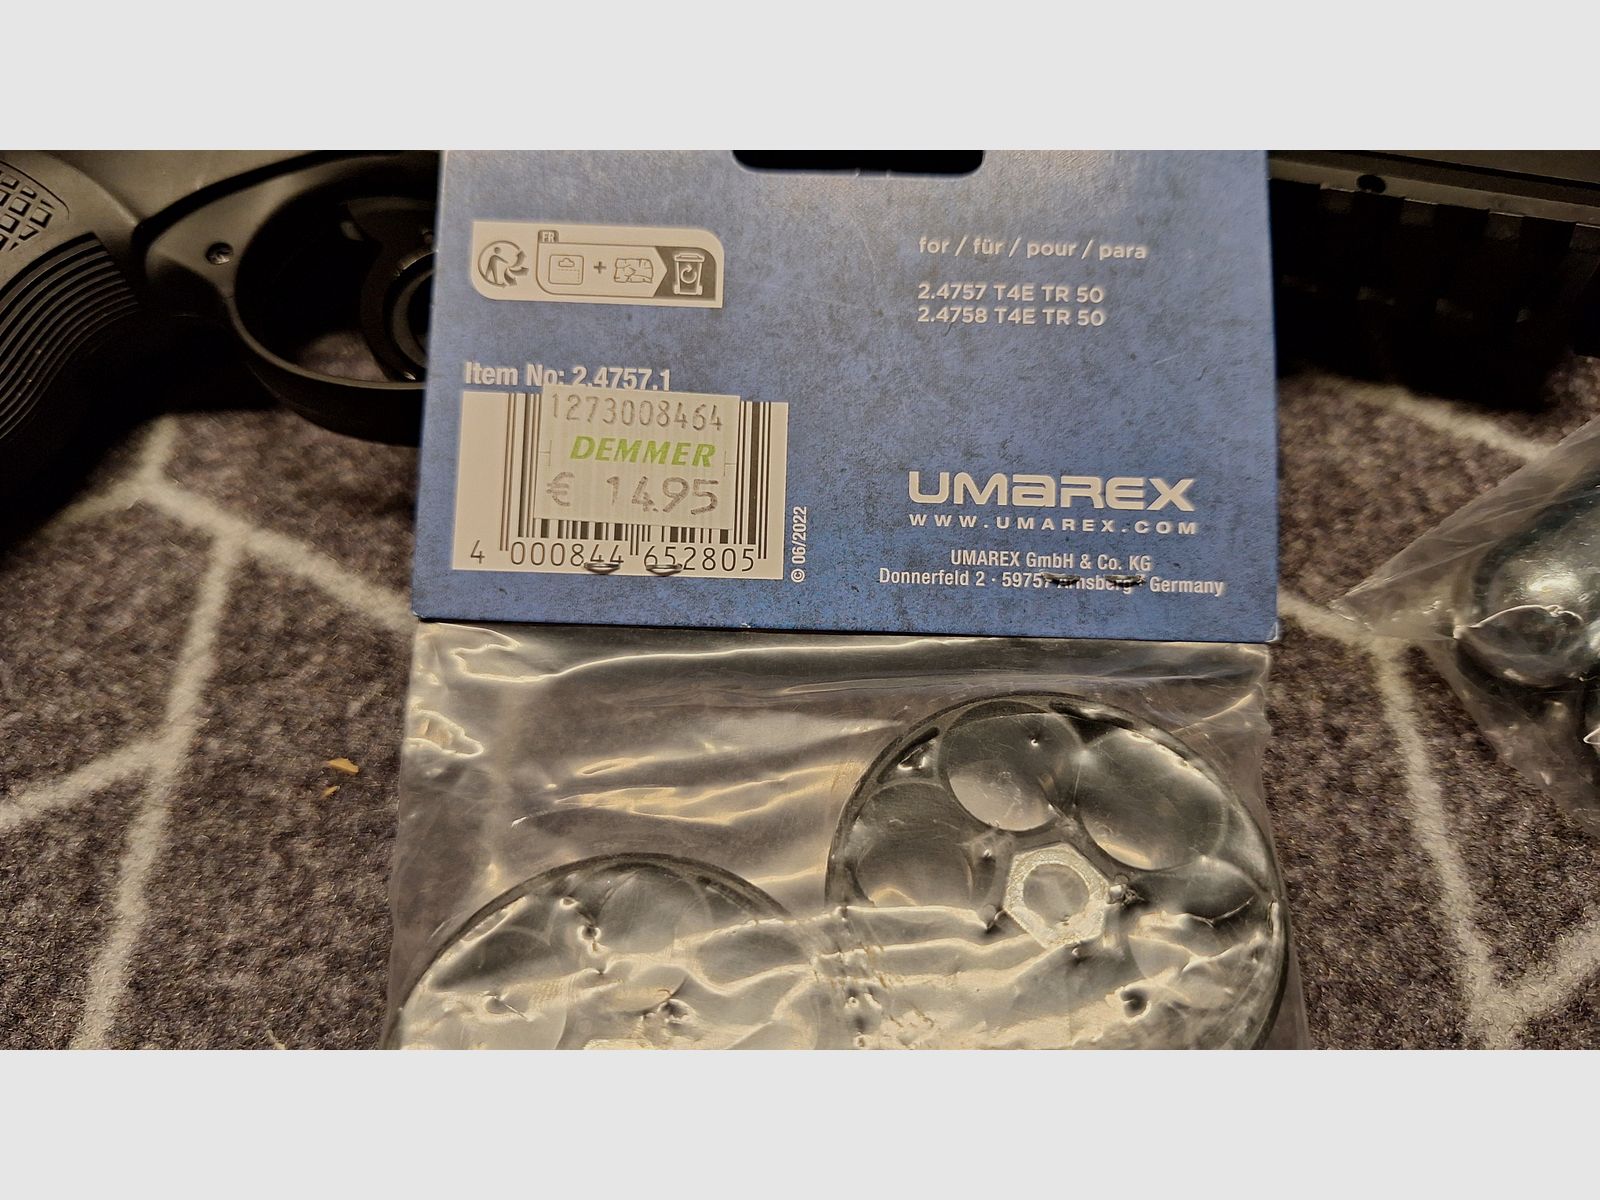 FR
for / für / pour / para
2.4757 T4E TR 50
2.4758 T4E TR 50
Item No: 2.4757.1
1273008464
DEMMER
€ 14.95
4 000844 652805
© 06/2022
UMAREX
WWW.UMAREX.COM
UMAREX GmbH & Co. KG
Donnerfeld 2 · 59757 Arnsberg · Germany